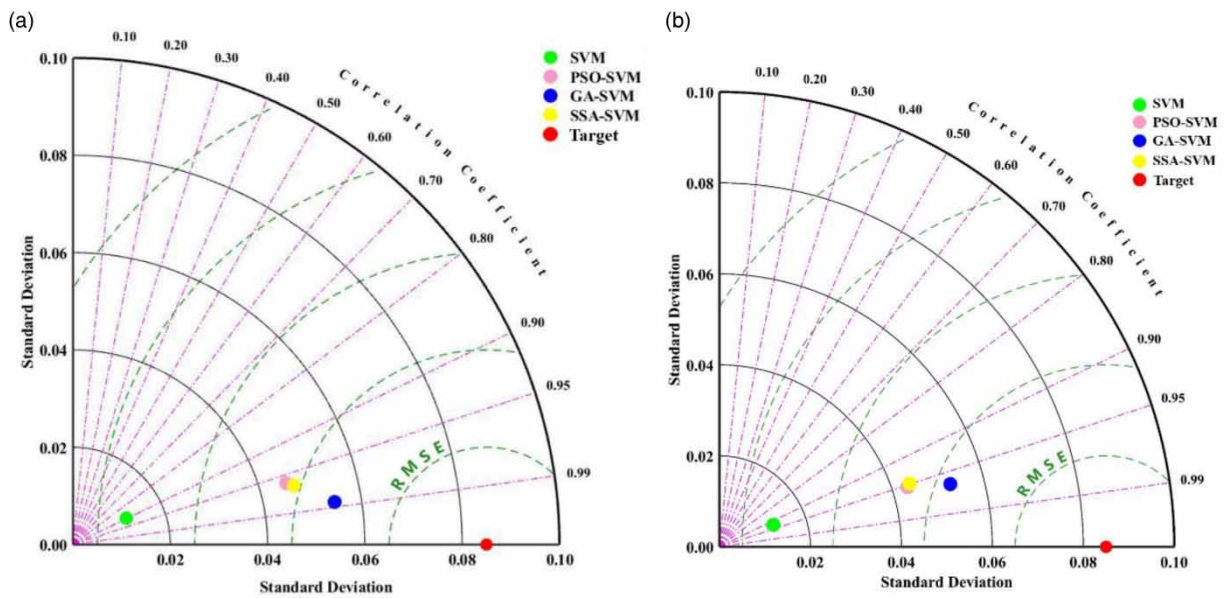 (a)
0.10
0.20
0.30
0.40
0.50
0.60
0.70
0.80
0.90
0.95
0.99
Correlation Coefficient
SVM
PSO-SVM
GA-SVM
SSA-SVM
Target
0.10
0.08
0.06
0.04
0.02
0.00
Standard Deviation
RMSE
0.02
0.04
0.06
0.08
0.10
Standard Deviation
(b)
0.10
0.20
0.30
0.40
0.50
0.60
0.70
0.80
0.90
0.95
0.99
Correlation Coefficient
SVM
PSO-SVM
GA-SVM
SSA-SVM
Target
0.10
0.08
0.06
0.04
0.02
0.00
Standard Deviation
RMSE
0.02
0.04
0.06
0.08
0.10
Standard Deviation